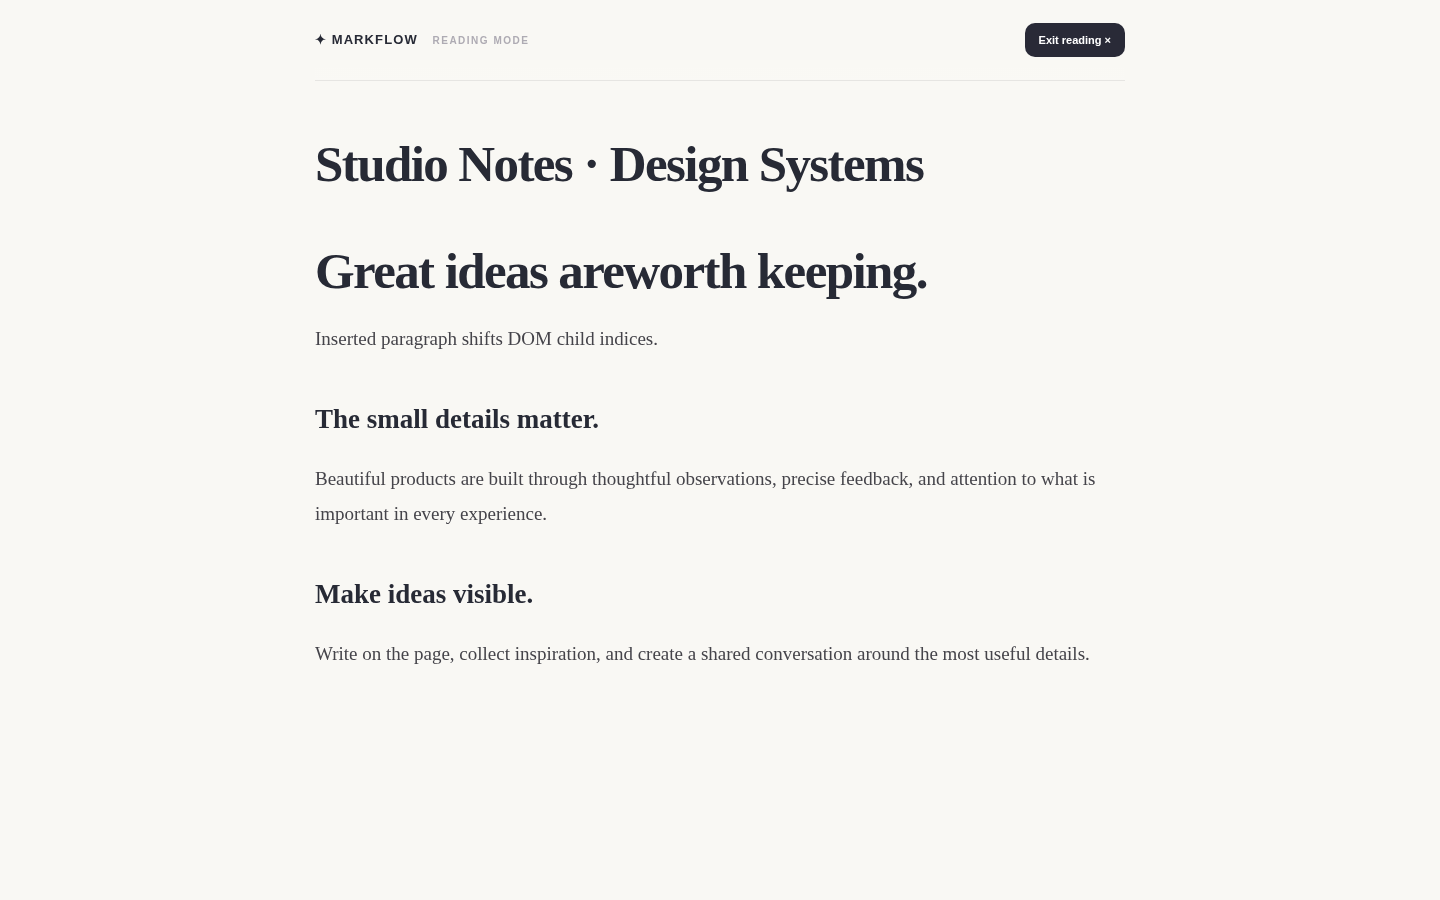 ✦ MARKFLOW READING MODE Exit reading ×
Studio Notes · Design Systems
Great ideas areworth keeping.
Inserted paragraph shifts DOM child indices.
The small details matter.
Beautiful products are built through thoughtful observations, precise feedback, and attention to what is
important in every experience.
Make ideas visible.
Write on the page, collect inspiration, and create a shared conversation around the most useful details.